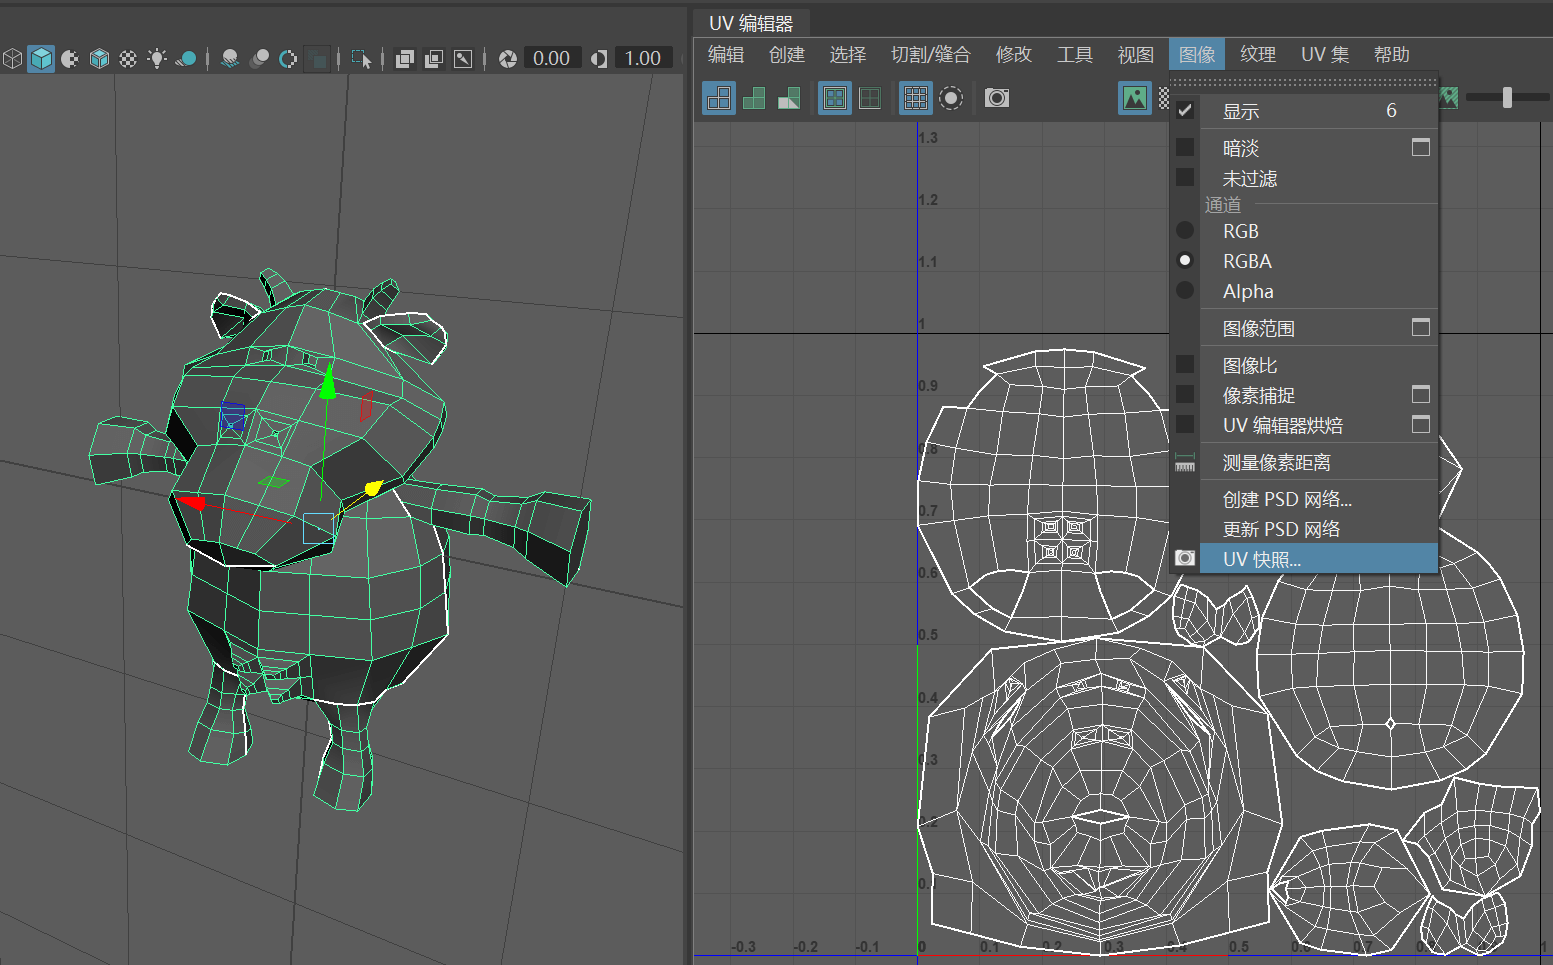 UV 编辑器
编辑 创建 选择 切割/缝合 修改 工具 视图 图像 纹理 UV 集 帮助
0.00 1.00
显示 6
暗淡
未过滤
通道
RGB
RGBA
Alpha
图像范围
图像比
像素捕捉
UV 编辑器烘焙
测量像素距离
创建 PSD 网络...
更新 PSD 网络
UV 快照...
1.3
1.2
1.1
1
0.9
0.8
0.7
0.6
0.5
0.4
0.3
0.2
0.1
-0.3 -0.2 -0.1 0 0.1 0.2 0.3 0.4 0.5 0.6 0.7 0.8 1